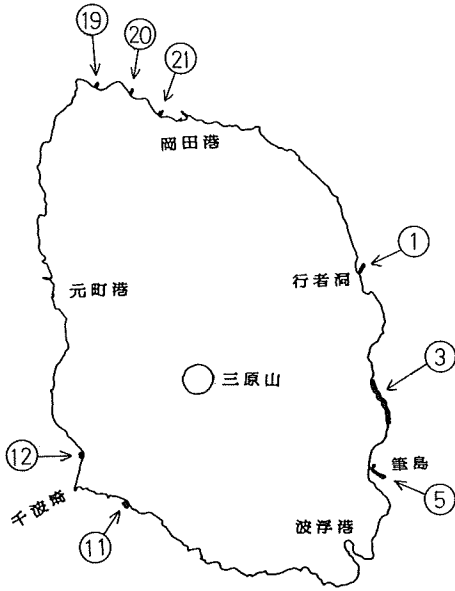 ⑲
⑳
㉑
岡田港
①
行者洞
元町港
③
三原山
⑫
筆島
⑤
千波崎
波浮港
⑪